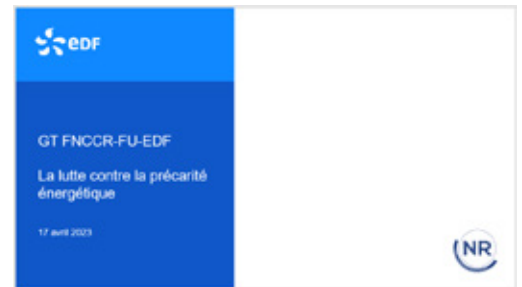 edf
GT FNCCR-FU-EDF
La lutte contre la précarité
énergétique
17 avril 2023
NR